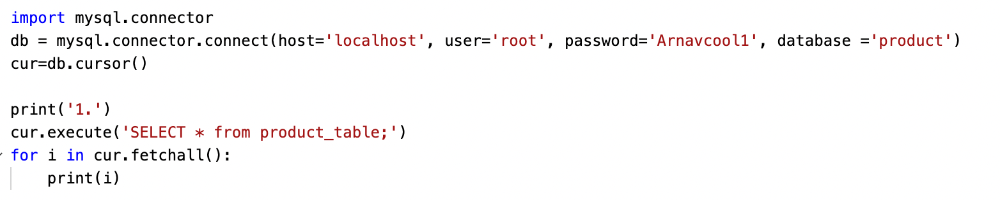 import mysql.connector
db = mysql.connector.connect(host='localhost', user='root', password='Arnavcool1', database ='product')
cur=db.cursor()

print('1.')
cur.execute('SELECT * from product_table;')
for i in cur.fetchall():
    print(i)